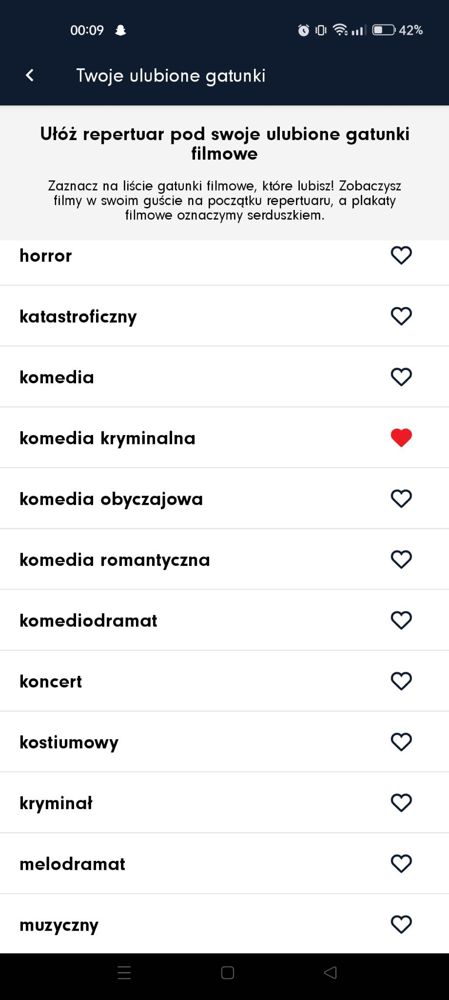 00:09
42%
Twoje ulubione gatunki
Ułóż repertuar pod swoje ulubione gatunki
filmowe
Zaznacz na liście gatunki filmowe, które lubisz! Zobaczysz
filmy w swoim guście na początku repertuaru, a plakaty
filmowe oznaczymy serduszkiem.
horror
katastroficzny
komedia
komedia kryminalna
komedia obyczajowa
komedia romantyczna
komediodramat
koncert
kostiumowy
kryminał
melodramat
muzyczny